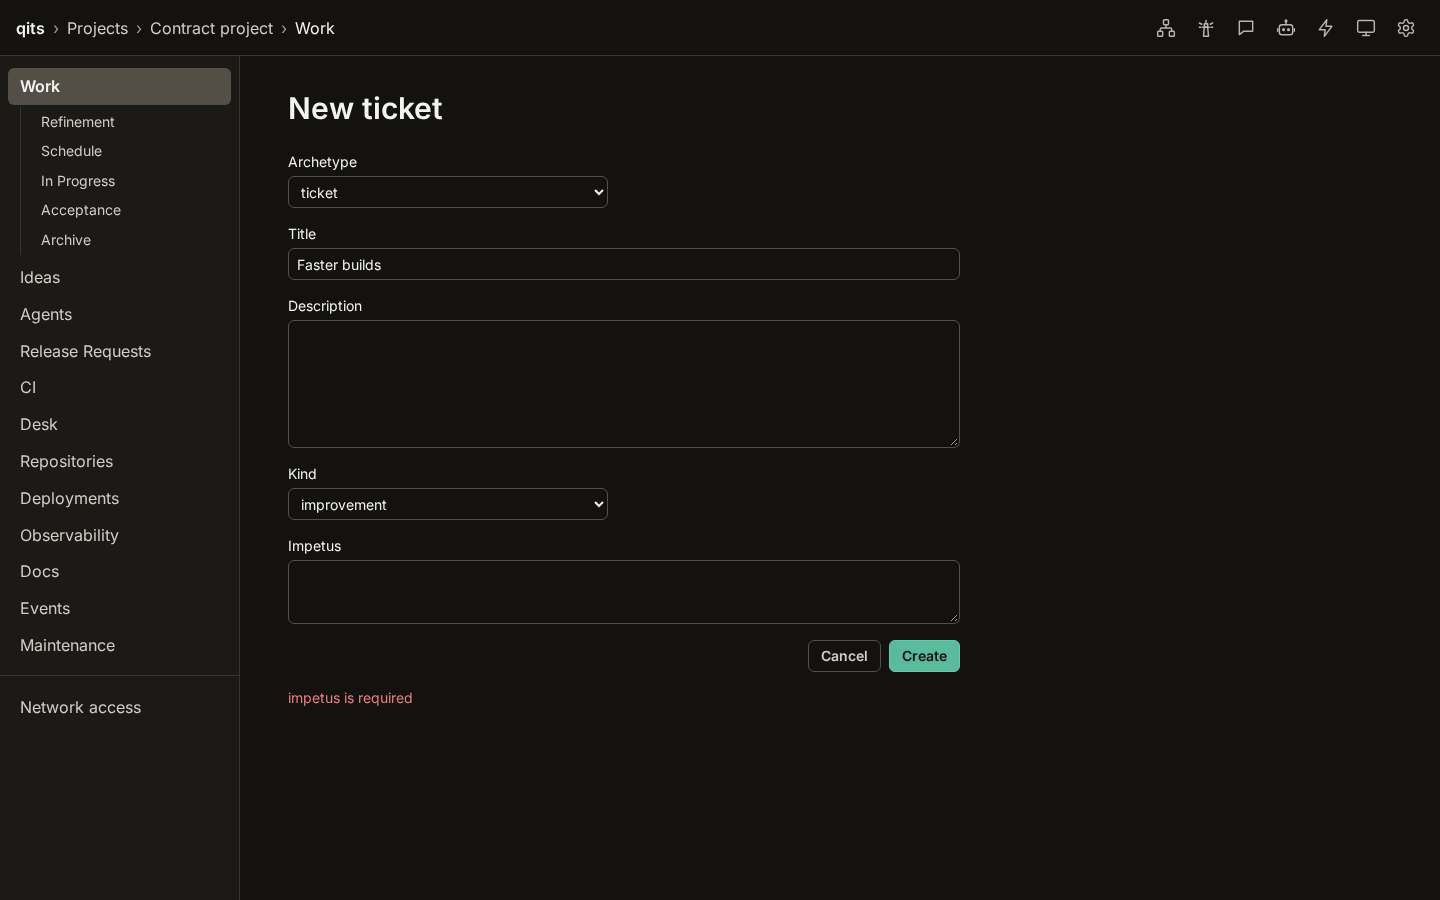 qits › Projects › Contract project › Work
Work
Refinement
Schedule
In Progress
Acceptance
Archive
Ideas
Agents
Release Requests
CI
Desk
Repositories
Deployments
Observability
Docs
Events
Maintenance
Network access
New ticket
Archetype
ticket
Title
Faster builds
Description
Kind
improvement
Impetus
Cancel Create
impetus is required